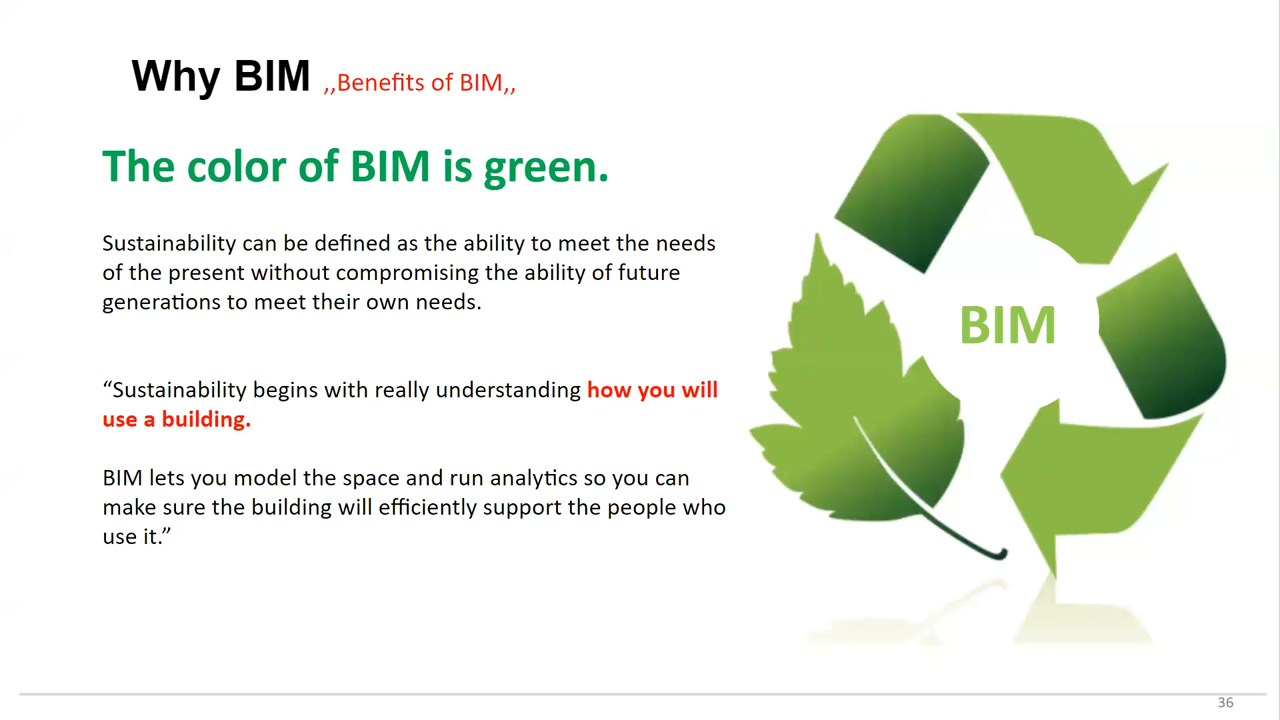 Why BIM ,,Benefits of BIM,,
The color of BIM is green.
Sustainability can be defined as the ability to meet the needs
of the present without compromising the ability of future
generations to meet their own needs.
“Sustainability begins with really understanding how you will
use a building.
BIM lets you model the space and run analytics so you can
make sure the building will efficiently support the people who
use it.”
BIM
36